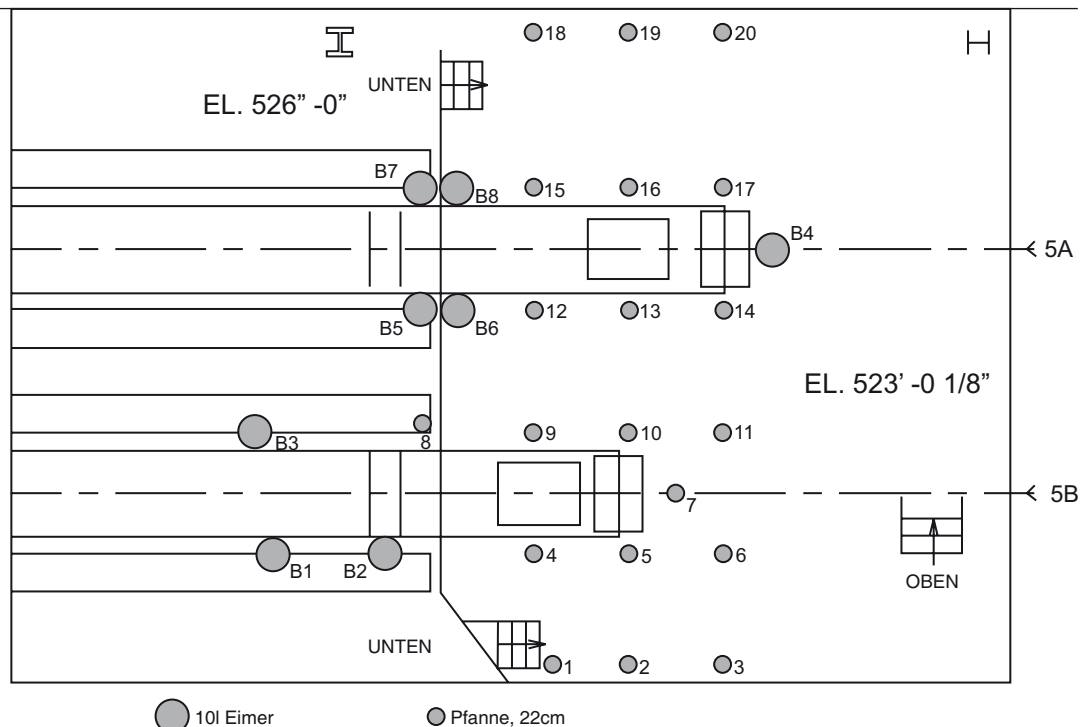 18 19 20
UNTEN
EL. 526” -0”
B7 B8 15 16 17
B4
5A
B5 B6 12 13 14
EL. 523’ -0 1/8”
B3 8 9 10 11
7
5B
B1 B2 4 5 6
OBEN
UNTEN
1 2 3
10l Eimer Pfanne, 22cm